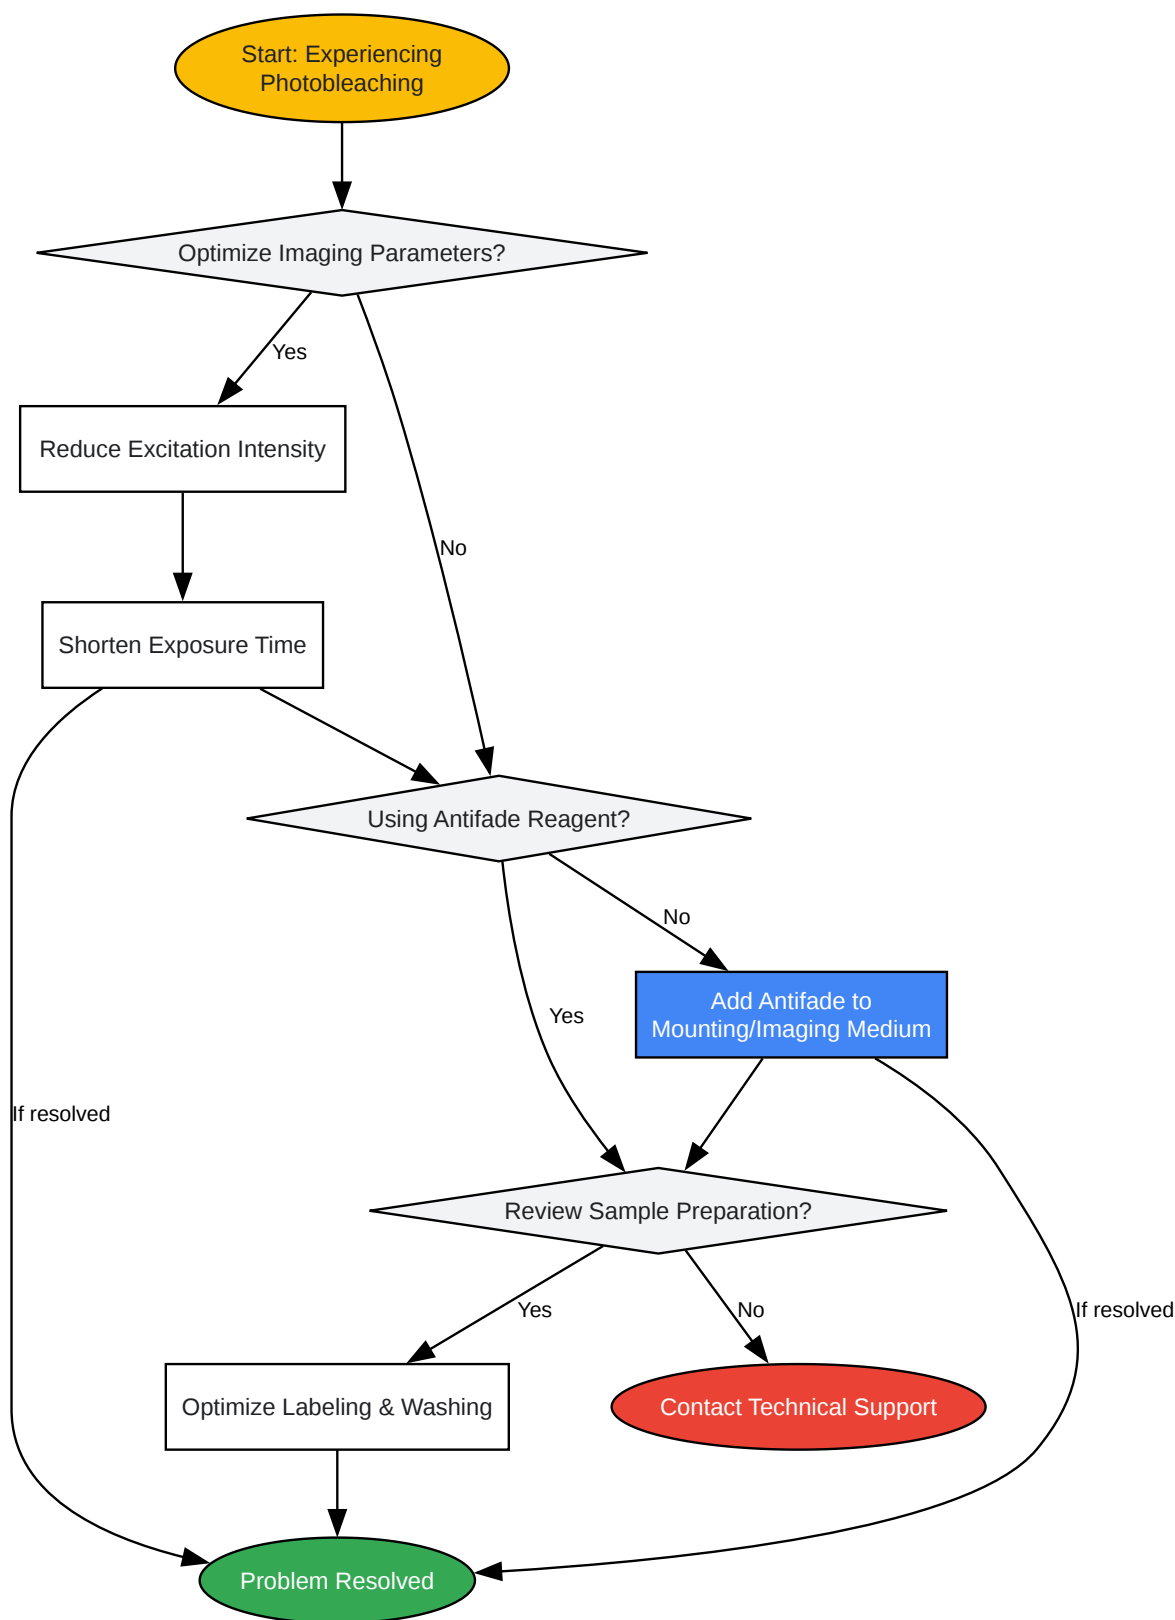 Start: Experiencing
Photobleaching
Optimize Imaging Parameters?
Yes
Reduce Excitation Intensity
No
Shorten Exposure Time
Using Antifade Reagent?
No
Add Antifade to
Mounting/Imaging Medium
Yes
If resolved
Review Sample Preparation?
Yes
No
If resolved
Optimize Labeling & Washing
Contact Technical Support
Problem Resolved